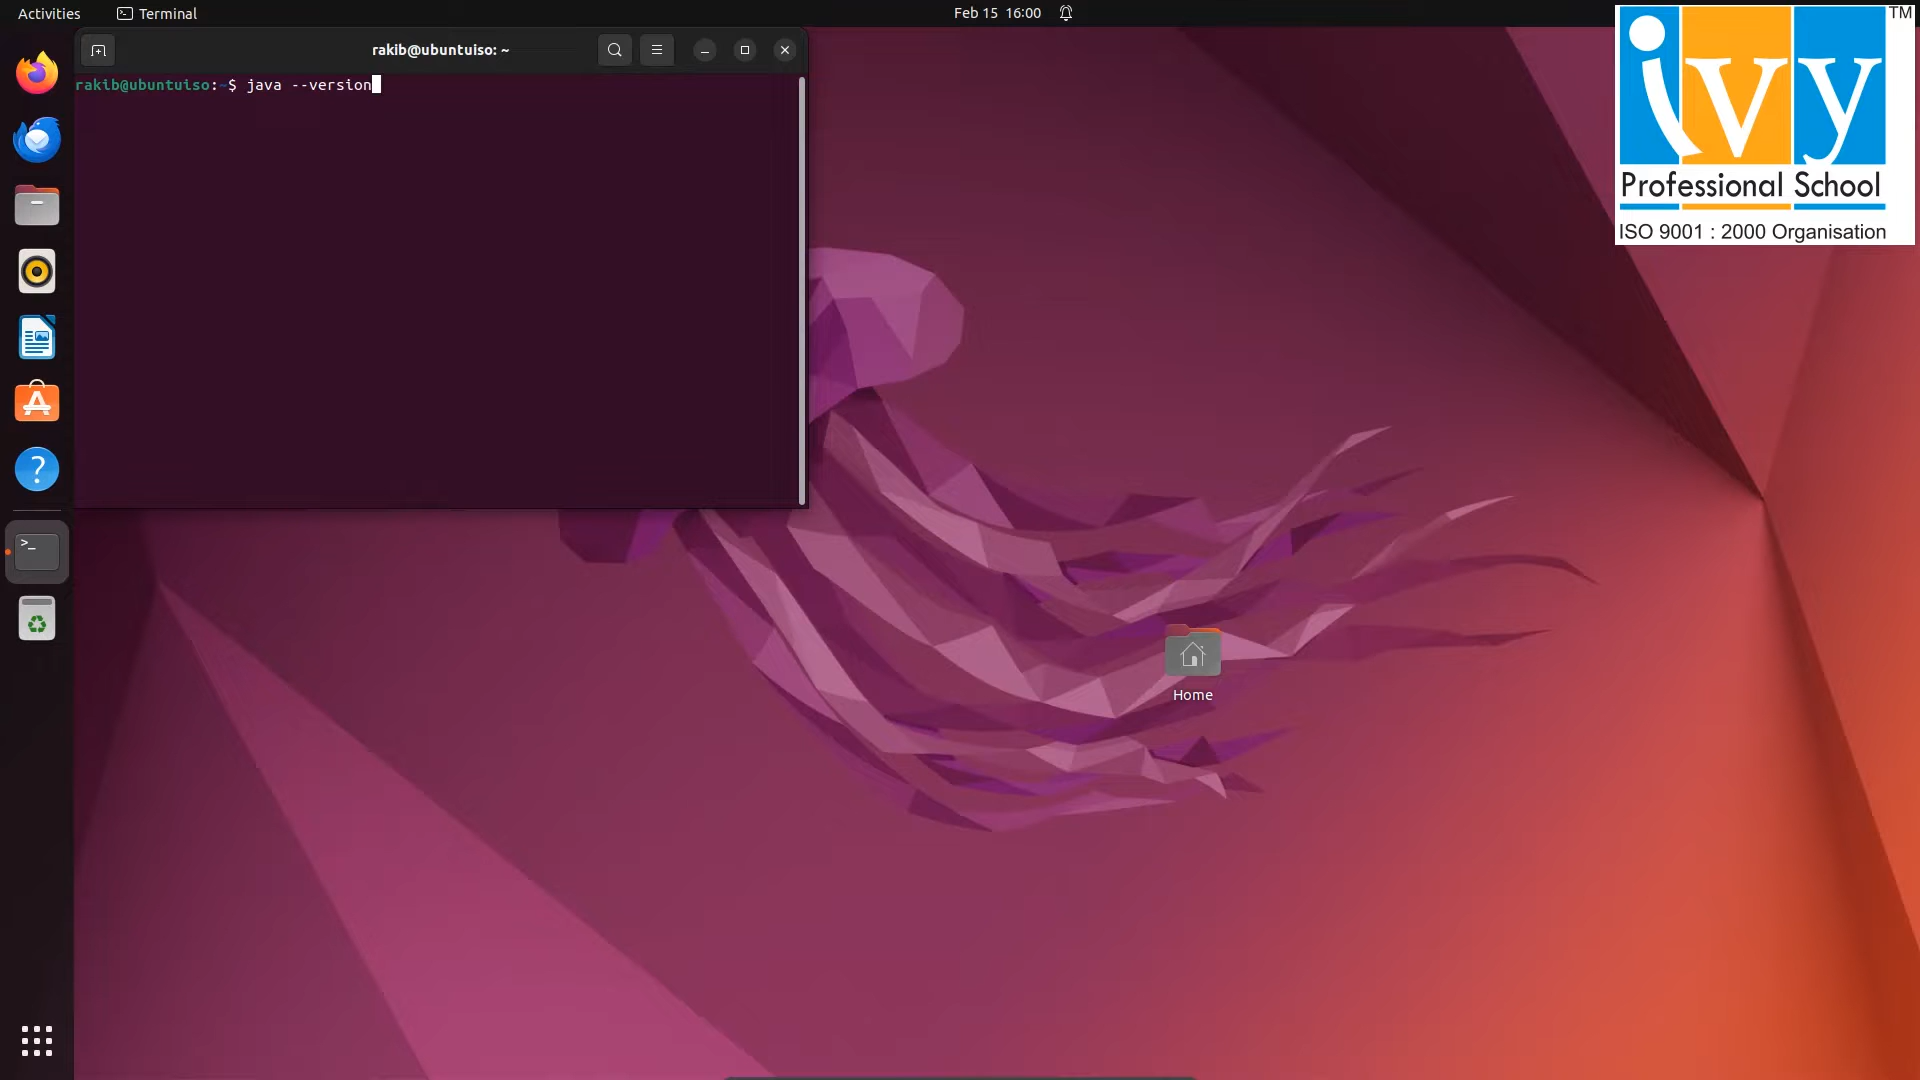 Activities
Terminal
Feb 15 16:00
rakib@ubuntuiso: ~
rakib@ubuntuiso:~$ java --version
ivy
TM
Professional School
ISO 9001 : 2000 Organisation
Home